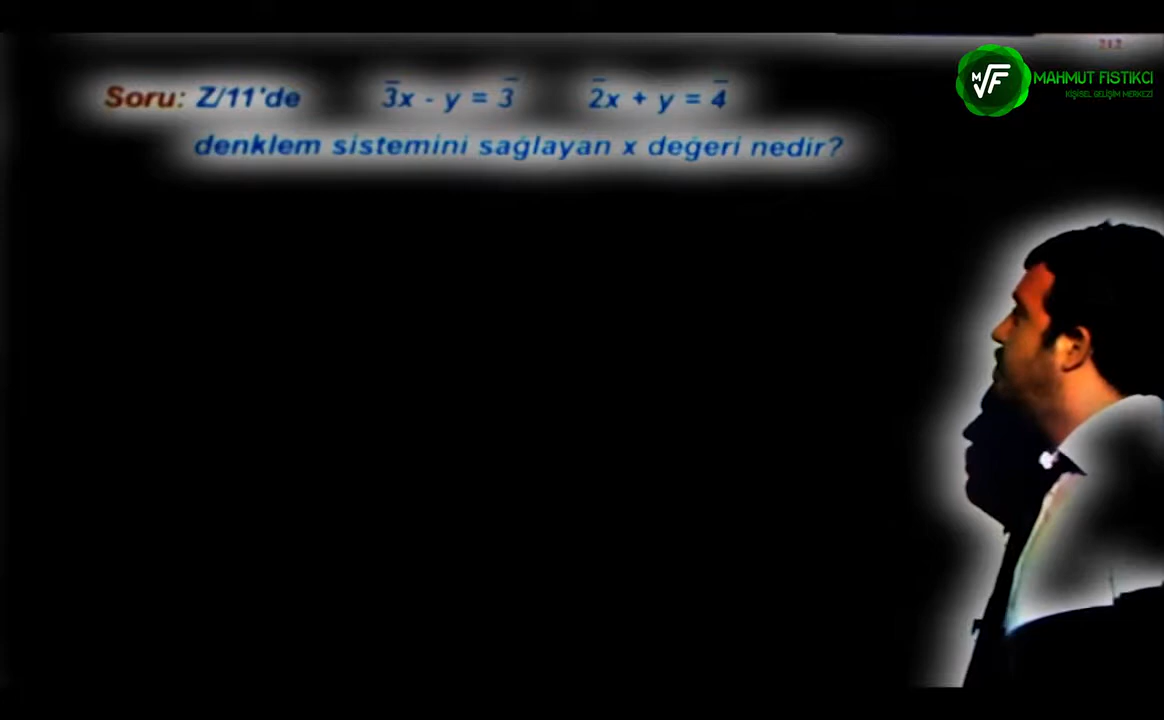 212
MAHMUT FISTIKCI
KİŞİSEL GELİŞİM MERKEZİ
Soru: Z/11'de 3̅x - y = 3̅ 2̅x + y = 4̅
denklem sistemini sağlayan x değeri nedir?